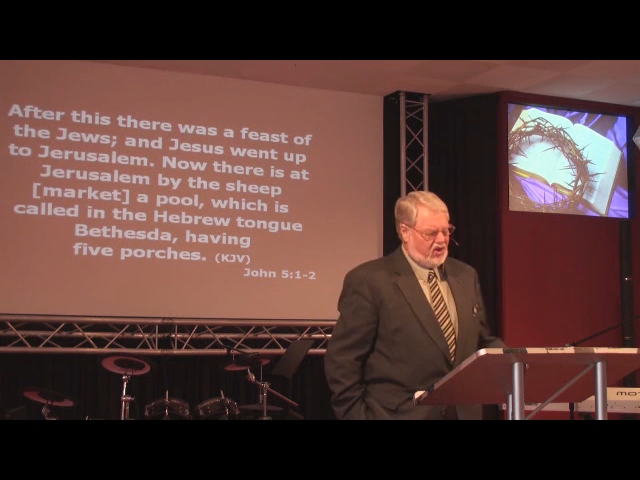 After this there was a feast of
the Jews; and Jesus went up
to Jerusalem. Now there is at
Jerusalem by the sheep
[market] a pool, which is
called in the Hebrew tongue
Bethesda, having
five porches. (KJV)
John 5:1-2